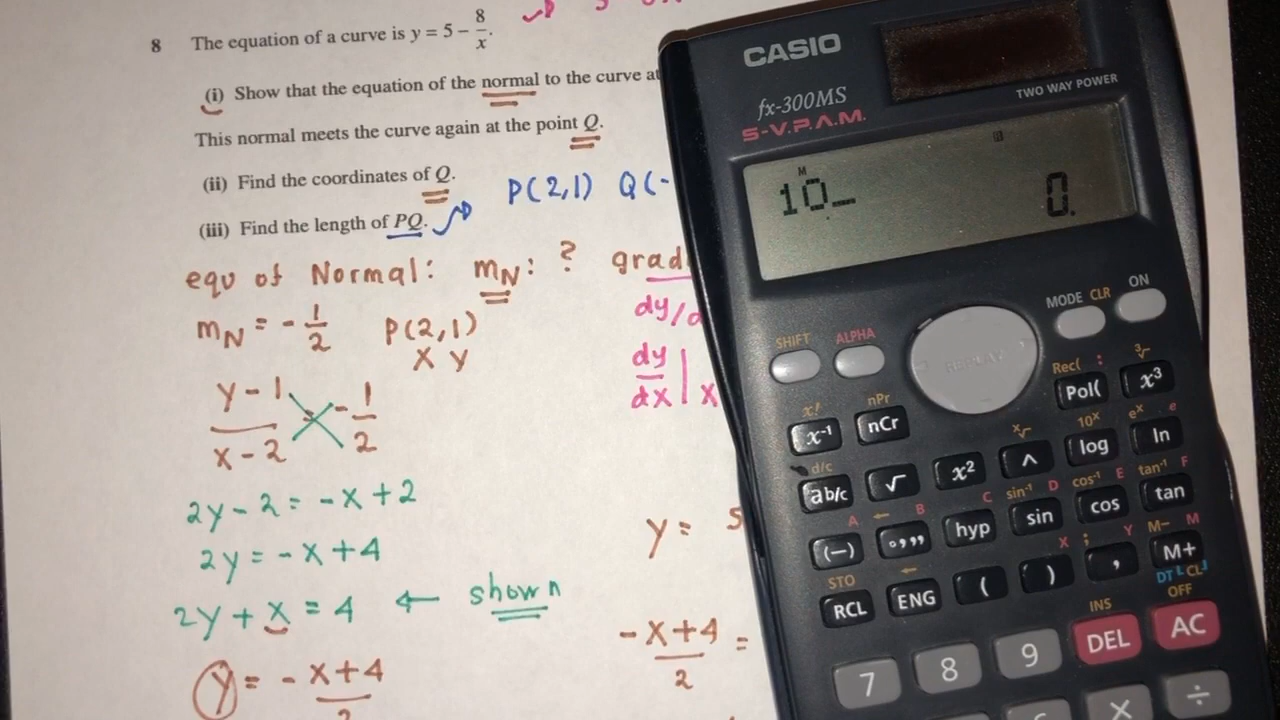 8 The equation of a curve is y = 5 − 8/x.
(i) Show that the equation of the normal to the curve at
This normal meets the curve again at the point Q.
(ii) Find the coordinates of Q.
P(2,1) Q(-
(iii) Find the length of PQ.
equ of Normal: mN: ? grad
mN = - 1/2 P(2,1)
X Y
dy/d
y - 1 / x - 2 = - 1/2
dy/dx | x
2y - 2 = -x + 2
2y = -x + 4
y = 5
2y + x = 4 ← shown
-x+4 / 2 =
y = - x+4 / 2
CASIO
fx-300MS
TWO WAY POWER
S-V.P.A.M.
M D
10_
0.
MODE CLR ON
SHIFT ALPHA
REPLAY
Rec( : ³√
Pol( x³
x! nPr
x⁻¹ nCr
ˣ√ 10ˣ eˣ e
d/c
ab/c √ x² ^ log ln
A ← B C sin⁻¹ D cos⁻¹ E tan⁻¹ F
(−) °,,, hyp sin cos tan
STO ← X ; Y M− M
RCL ENG ( ) , M+
DT CL
INS OFF
7 8 9 DEL AC
× ÷